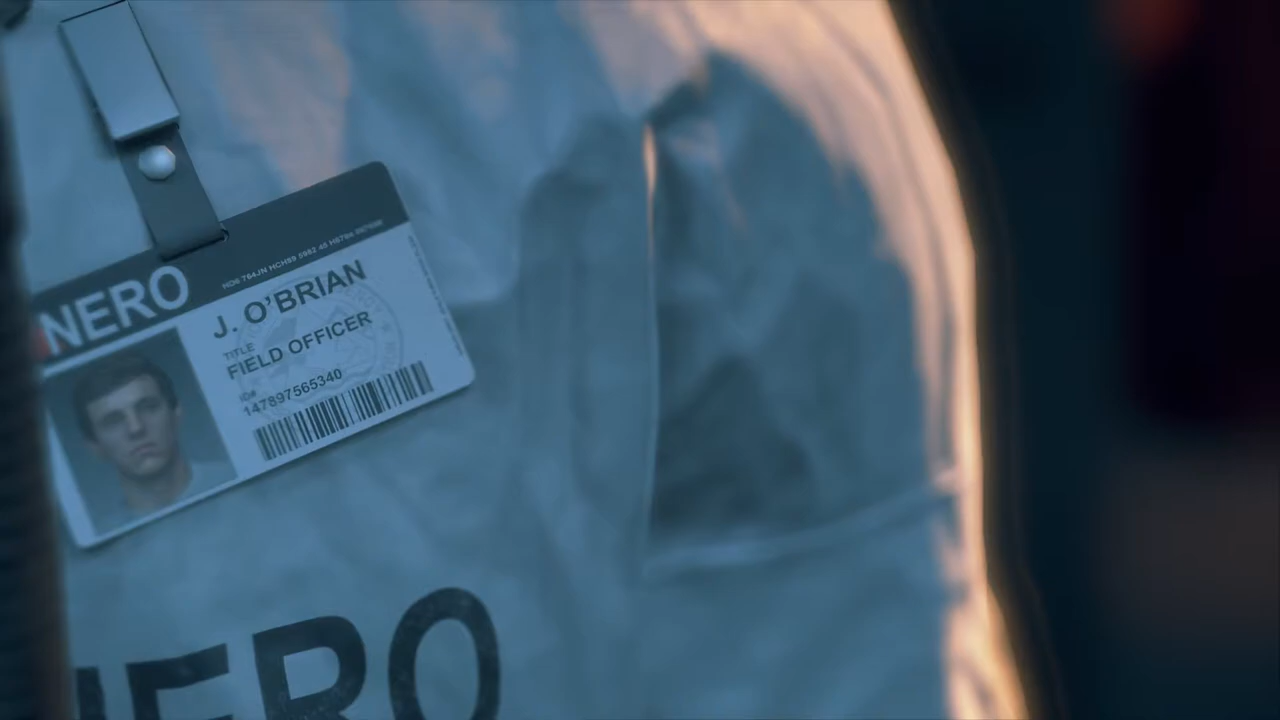 NERO
J. O'BRIAN
TITLE
FIELD OFFICER
ID#
147897565340
NERO